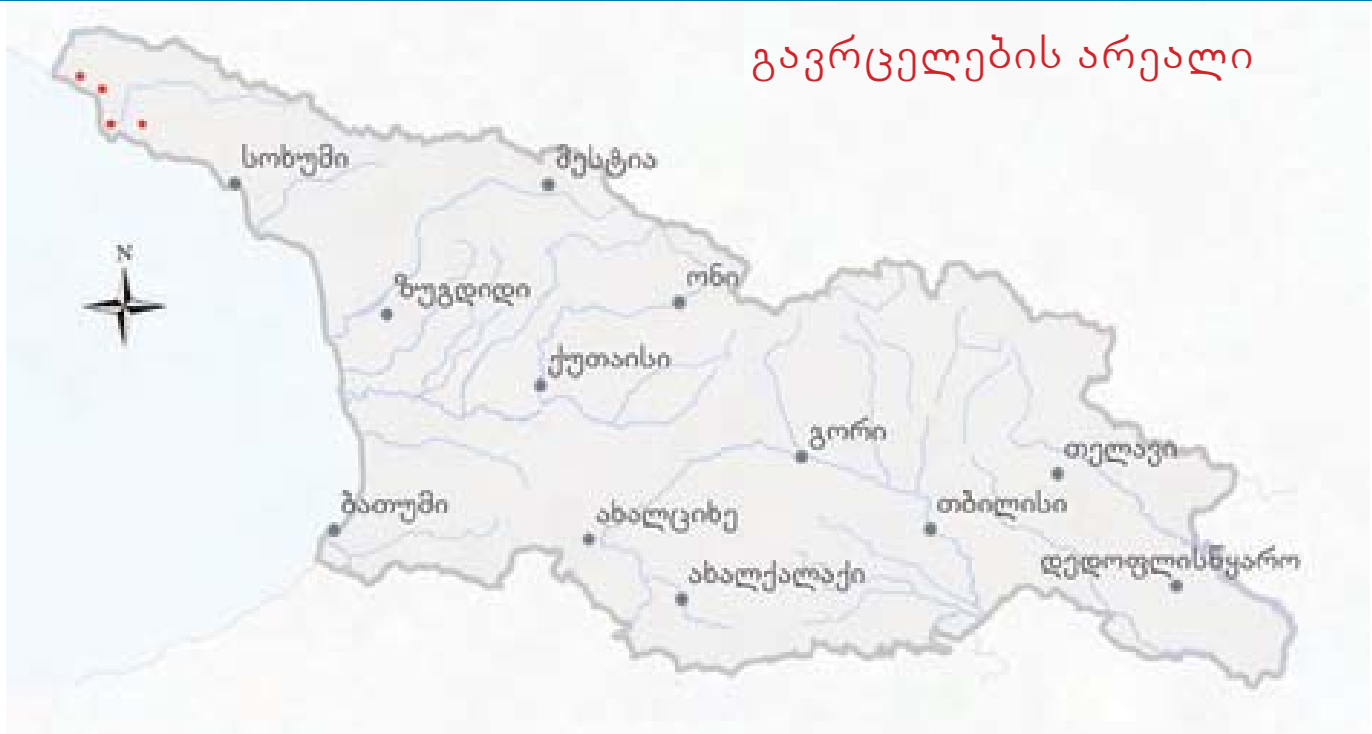 გავრცელების არეალი
სოხუმი
მესტია
N
ზუგდიდი
ონი
ქუთაისი
გორი
თელავი
ბათუმი
ახალციხე
თბილისი
დედოფლისწყარო
ახალქალაქი